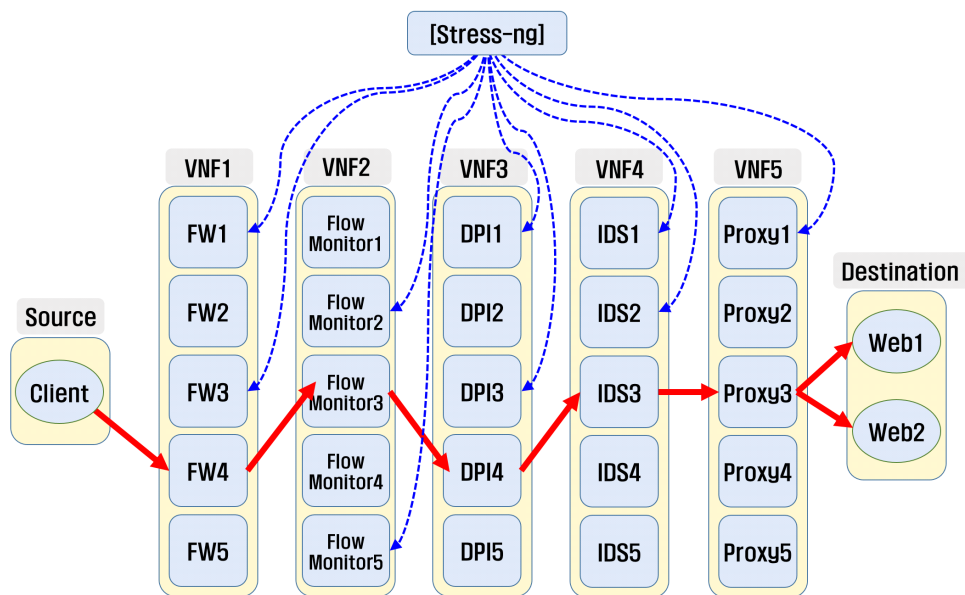 [Stress-ng]
VNF1
VNF2
VNF3
VNF4
VNF5
FW1
Flow
Monitor1
DPI1
IDS1
Proxy1
Destination
FW2
Flow
Monitor2
DPI2
IDS2
Proxy2
Source
Web1
Client
FW3
Flow
Monitor3
DPI3
IDS3
Proxy3
Web2
FW4
Flow
Monitor4
DPI4
IDS4
Proxy4
FW5
Flow
Monitor5
DPI5
IDS5
Proxy5